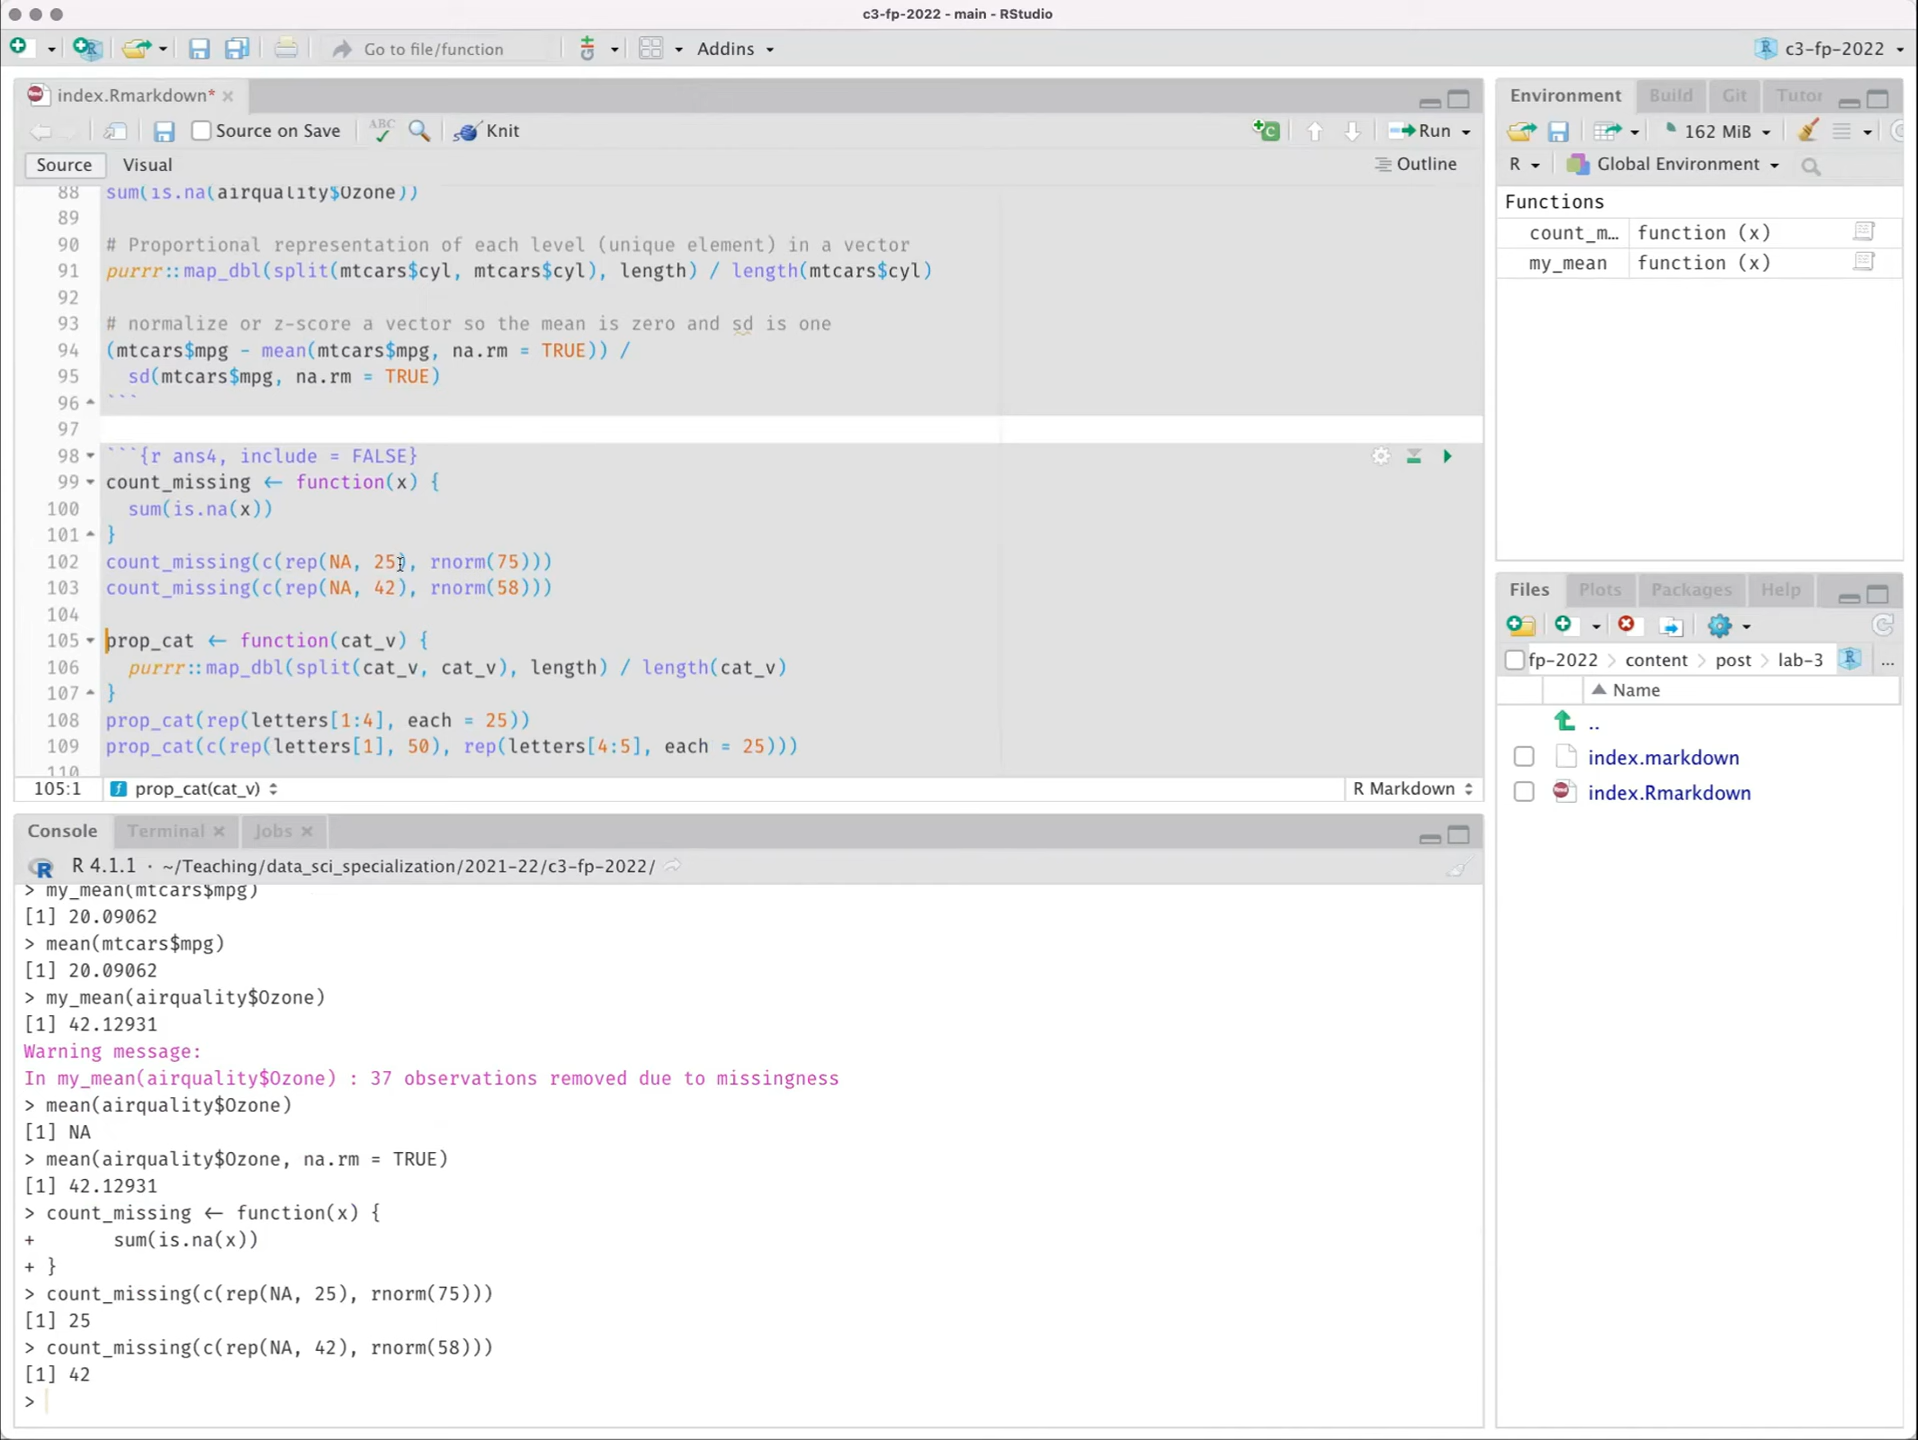 c3-fp-2022 - main - RStudio
Go to file/function
Addins
c3-fp-2022
index.Rmarkdown*
Source on Save
ABC
Knit
Run
Source
Visual
Outline
88 sum(is.na(airquality$Ozone))
89
90 # Proportional representation of each level (unique element) in a vector
91 purrr::map_dbl(split(mtcars$cyl, mtcars$cyl), length) / length(mtcars$cyl)
92
93 # normalize or z-score a vector so the mean is zero and sd is one
94 (mtcars$mpg - mean(mtcars$mpg, na.rm = TRUE)) /
95   sd(mtcars$mpg, na.rm = TRUE)
96 ```
97
98 ```{r ans4, include = FALSE}
99 count_missing ← function(x) {
100   sum(is.na(x))
101 }
102 count_missing(c(rep(NA, 25), rnorm(75)))
103 count_missing(c(rep(NA, 42), rnorm(58)))
104
105 prop_cat ← function(cat_v) {
106   purrr::map_dbl(split(cat_v, cat_v), length) / length(cat_v)
107 }
108 prop_cat(rep(letters[1:4], each = 25))
109 prop_cat(c(rep(letters[1], 50), rep(letters[4:5], each = 25)))
110
105:1
prop_cat(cat_v)
R Markdown
Console
Terminal
Jobs
R 4.1.1 · ~/Teaching/data_sci_specialization/2021-22/c3-fp-2022/
> my_mean(mtcars$mpg)
[1] 20.09062
> mean(mtcars$mpg)
[1] 20.09062
> my_mean(airquality$Ozone)
[1] 42.12931
Warning message:
In my_mean(airquality$Ozone) : 37 observations removed due to missingness
> mean(airquality$Ozone)
[1] NA
> mean(airquality$Ozone, na.rm = TRUE)
[1] 42.12931
> count_missing ← function(x) {
+       sum(is.na(x))
+ }
> count_missing(c(rep(NA, 25), rnorm(75)))
[1] 25
> count_missing(c(rep(NA, 42), rnorm(58)))
[1] 42
>
Environment
Build
Git
Tutor
162 MiB
R
Global Environment
Functions
count_m… function (x)
my_mean function (x)
Files
Plots
Packages
Help
fp-2022 > content > post > lab-3 ...
Name
..
index.markdown
index.Rmarkdown